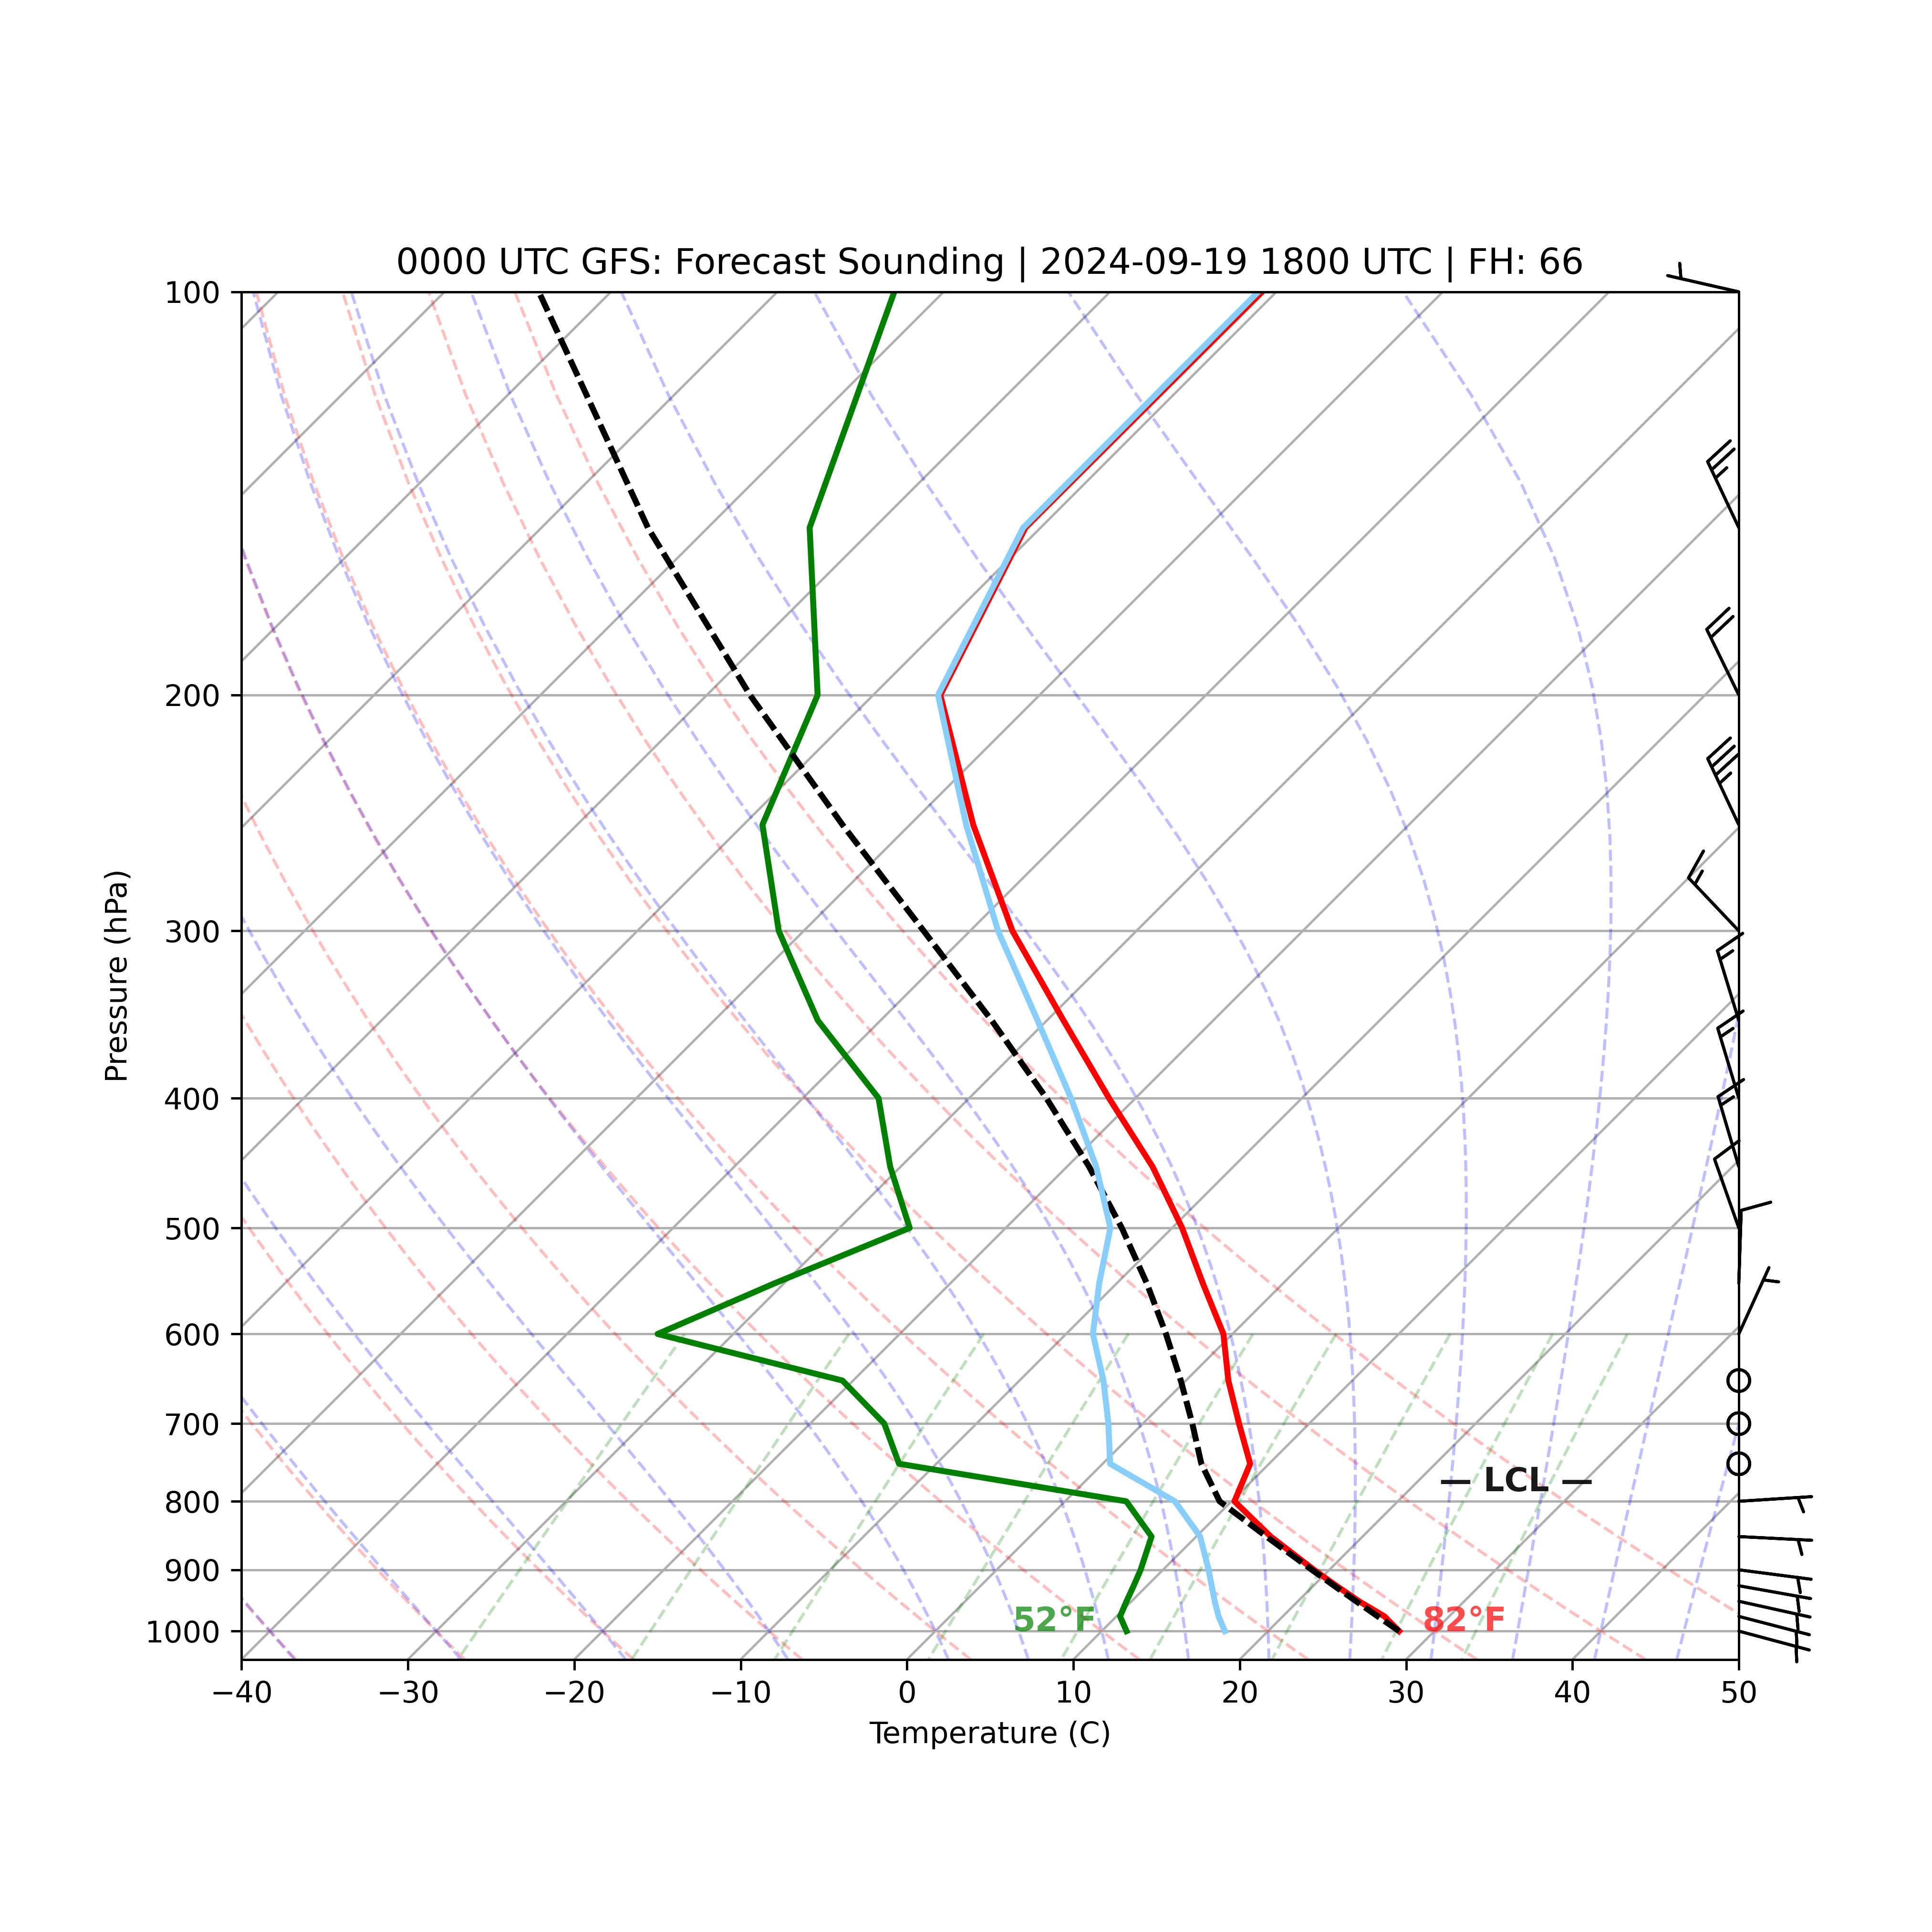 0000 UTC GFS: Forecast Sounding | 2024-09-19 1800 UTC | FH: 66
100
200
300
400
500
600
700
800
900
1000
Pressure (hPa)
— LCL —
52°F
82°F
−40 −30 −20 −10 0 10 20 30 40 50
Temperature (C)